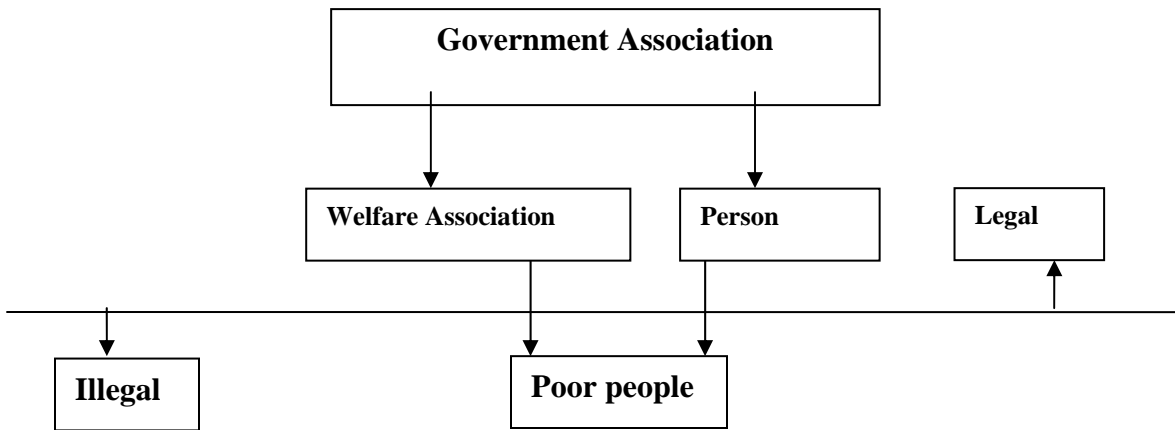 Government Association
Welfare Association
Person
Legal
Illegal
Poor people